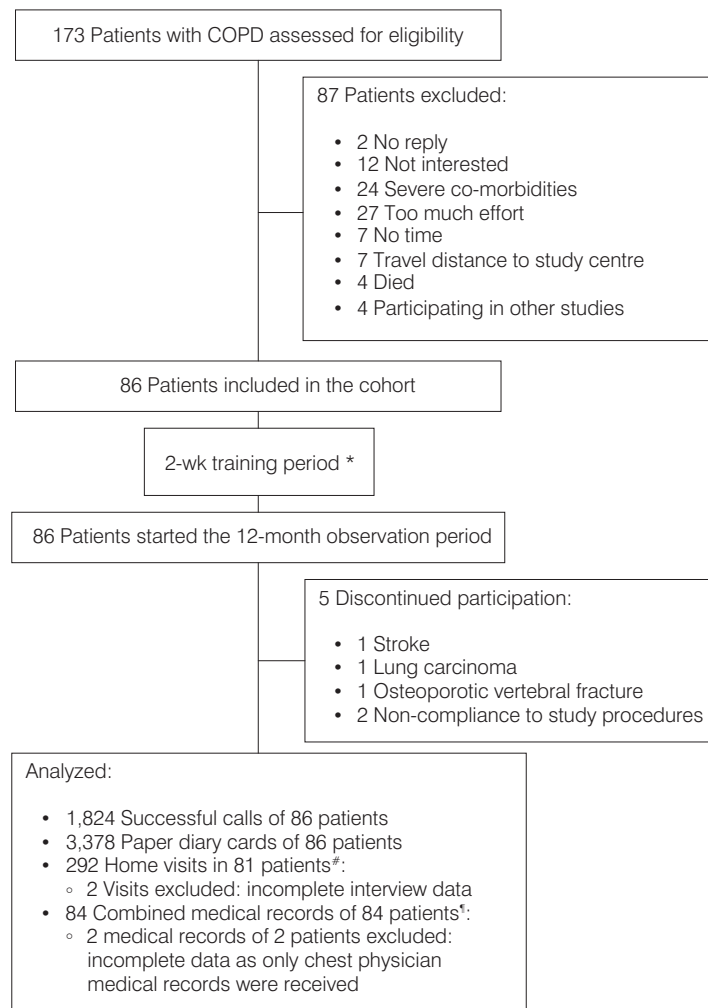 173 Patients with COPD assessed for eligibility
87 Patients excluded:
• 2 No reply
• 12 Not interested
• 24 Severe co-morbidities
• 27 Too much effort
• 7 No time
• 7 Travel distance to study centre
• 4 Died
• 4 Participating in other studies
86 Patients included in the cohort
2-wk training period *
86 Patients started the 12-month observation period
5 Discontinued participation:
• 1 Stroke
• 1 Lung carcinoma
• 1 Osteoporotic vertebral fracture
• 2 Non-compliance to study procedures
Analyzed:
• 1,824 Successful calls of 86 patients
• 3,378 Paper diary cards of 86 patients
• 292 Home visits in 81 patients#:
◦ 2 Visits excluded: incomplete interview data
• 84 Combined medical records of 84 patients¶:
◦ 2 medical records of 2 patients excluded:
incomplete data as only chest physician
medical records were received